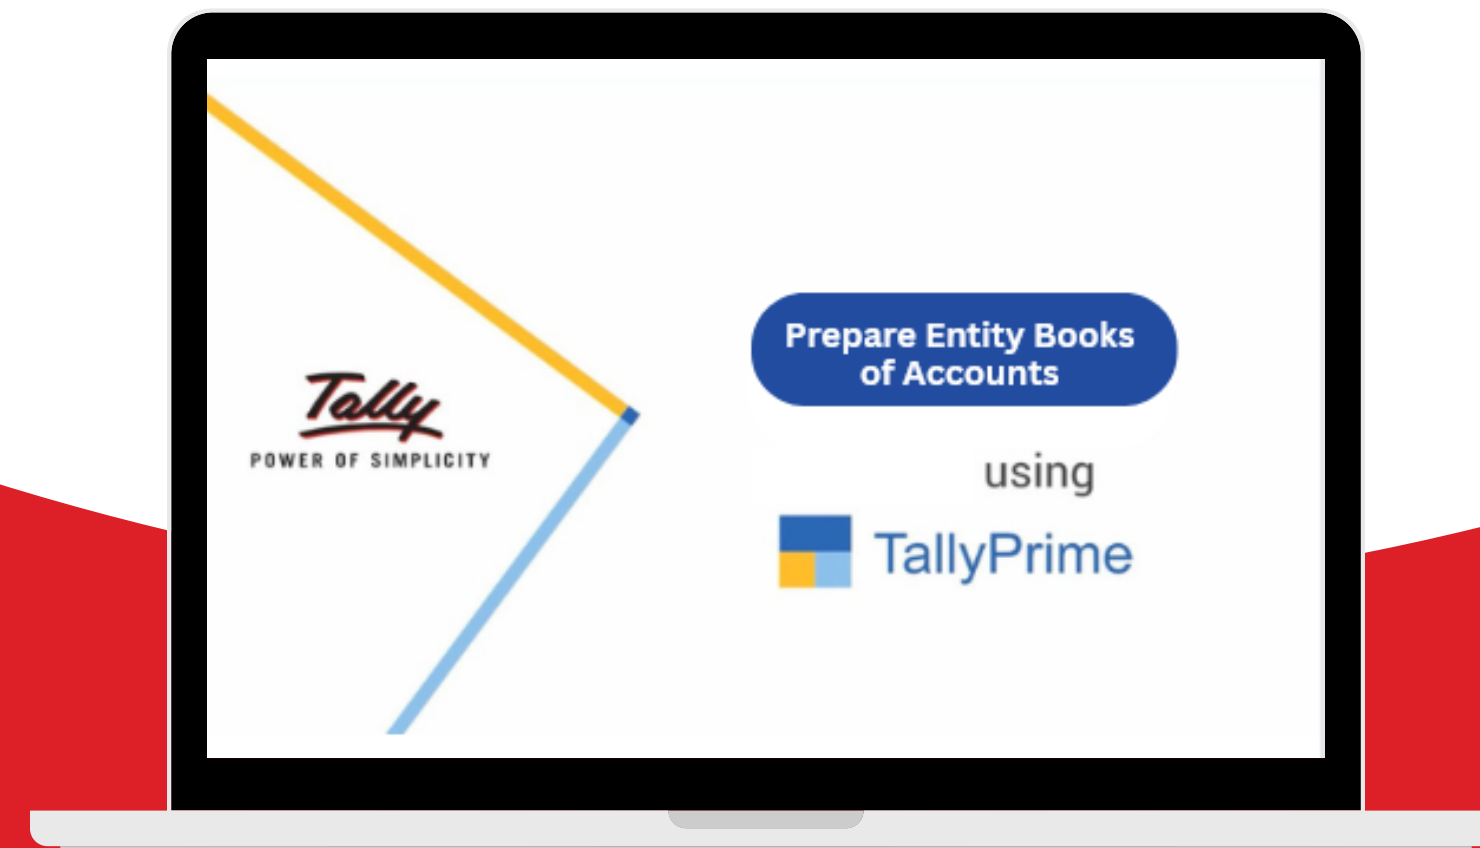 Tally
POWER OF SIMPLICITY
Prepare Entity Books
of Accounts
using
TallyPrime